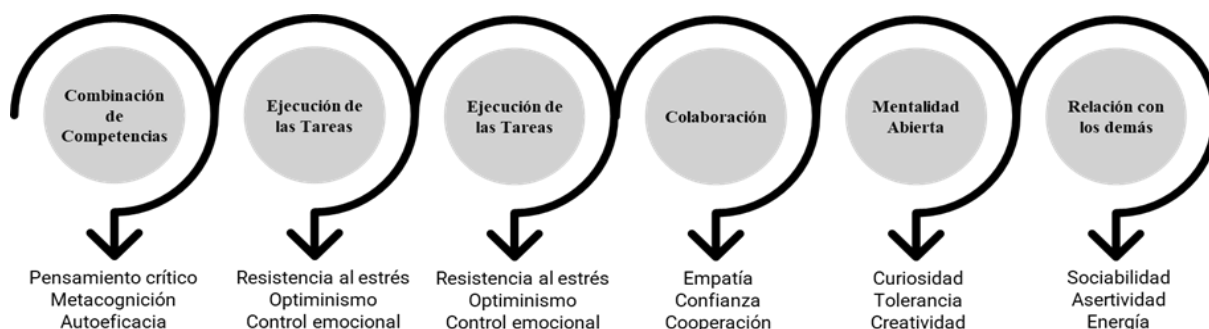 Combinación
de
Competencias
Ejecución de
las Tareas
Ejecución de
las Tareas
Colaboración
Mentalidad
Abierta
Relación con
los demás
Pensamiento crítico
Metacognición
Autoeficacia
Resistencia al estrés
Optiminismo
Control emocional
Resistencia al estrés
Optiminismo
Control emocional
Empatía
Confianza
Cooperación
Curiosidad
Tolerancia
Creatividad
Sociabilidad
Asertividad
Energía